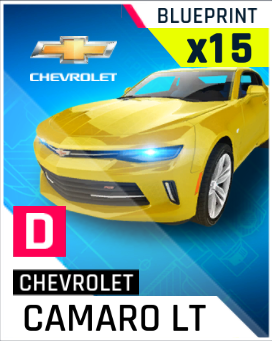 BLUEPRINT
x15
CHEVROLET
D
CHEVROLET
CAMARO LT